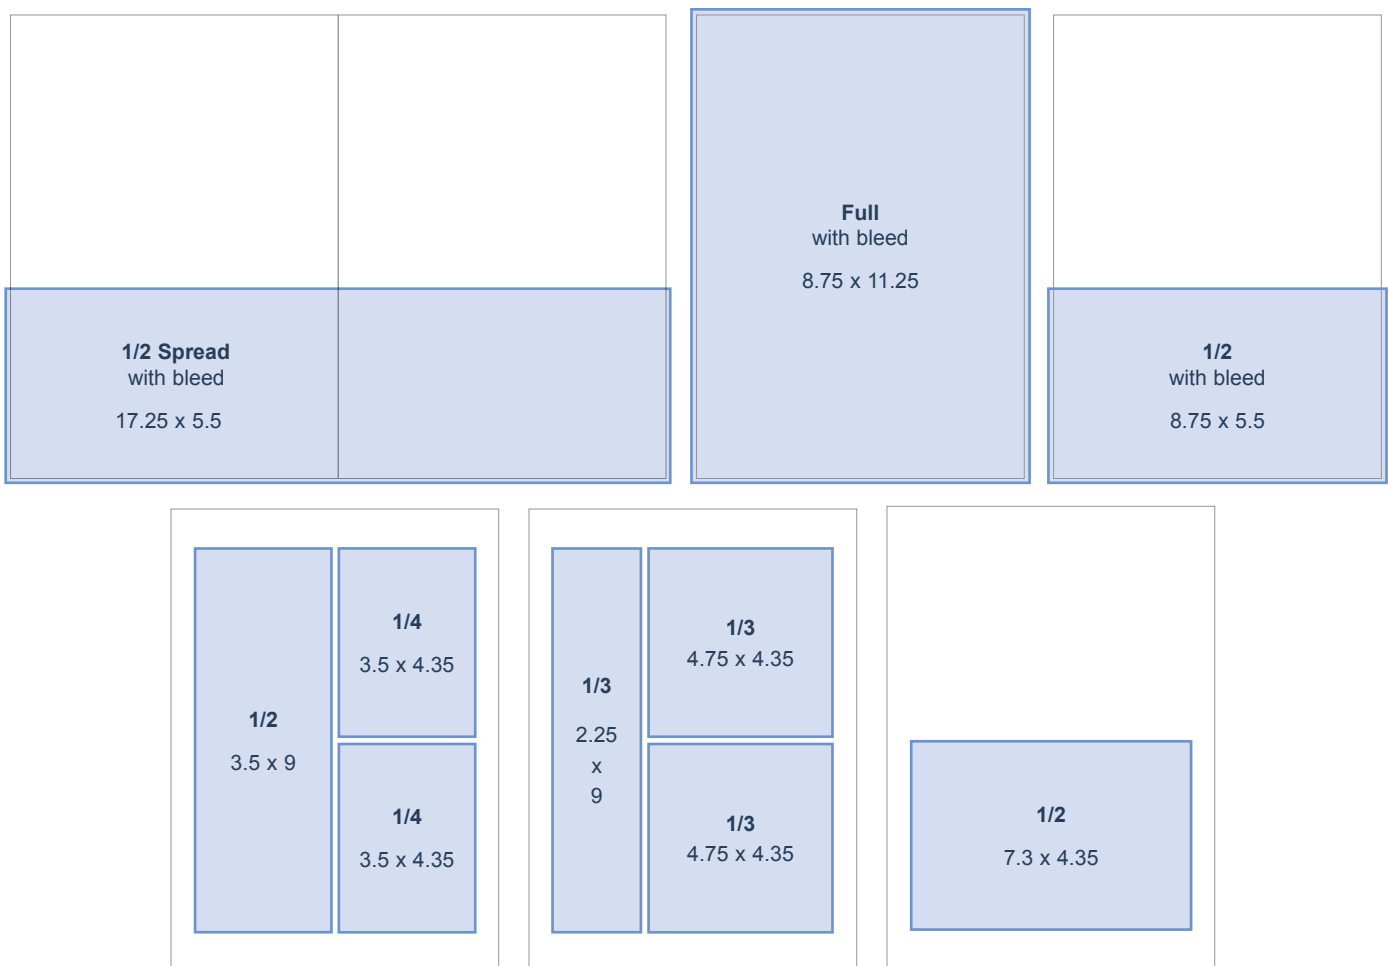 1/2 Spread
with bleed
17.25 x 5.5
Full
with bleed
8.75 x 11.25
1/2
with bleed
8.75 x 5.5
1/2
3.5 x 9
1/4
3.5 x 4.35
1/4
3.5 x 4.35
1/3
2.25
x
9
1/3
4.75 x 4.35
1/3
4.75 x 4.35
1/2
7.3 x 4.35